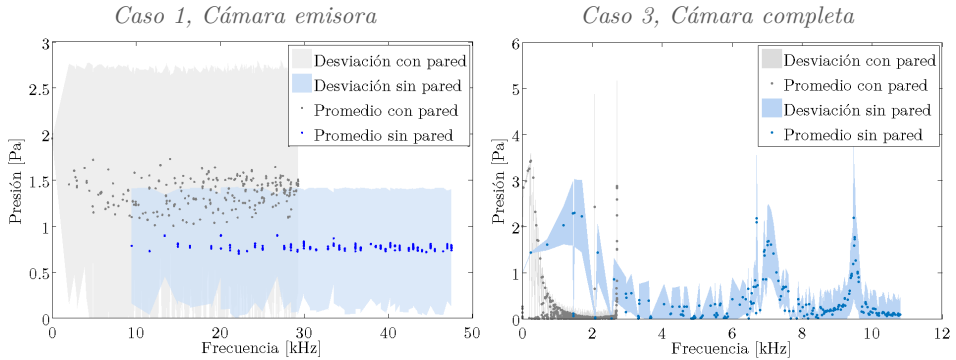 Caso 1, Cámara emisora
3
2.5
2
1.5
1
0.5
0
0
10
20
30
40
50
Presión [Pa]
Frecuencia [kHz]
Desviación con pared
Desviación sin pared
Promedio con pared
Promedio sin pared
Caso 3, Cámara completa
6
5
4
3
2
1
0
0
2
4
6
8
10
12
Presión [Pa]
Frecuencia [kHz]
Desviación con pared
Promedio con pared
Desviación sin pared
Promedio sin pared